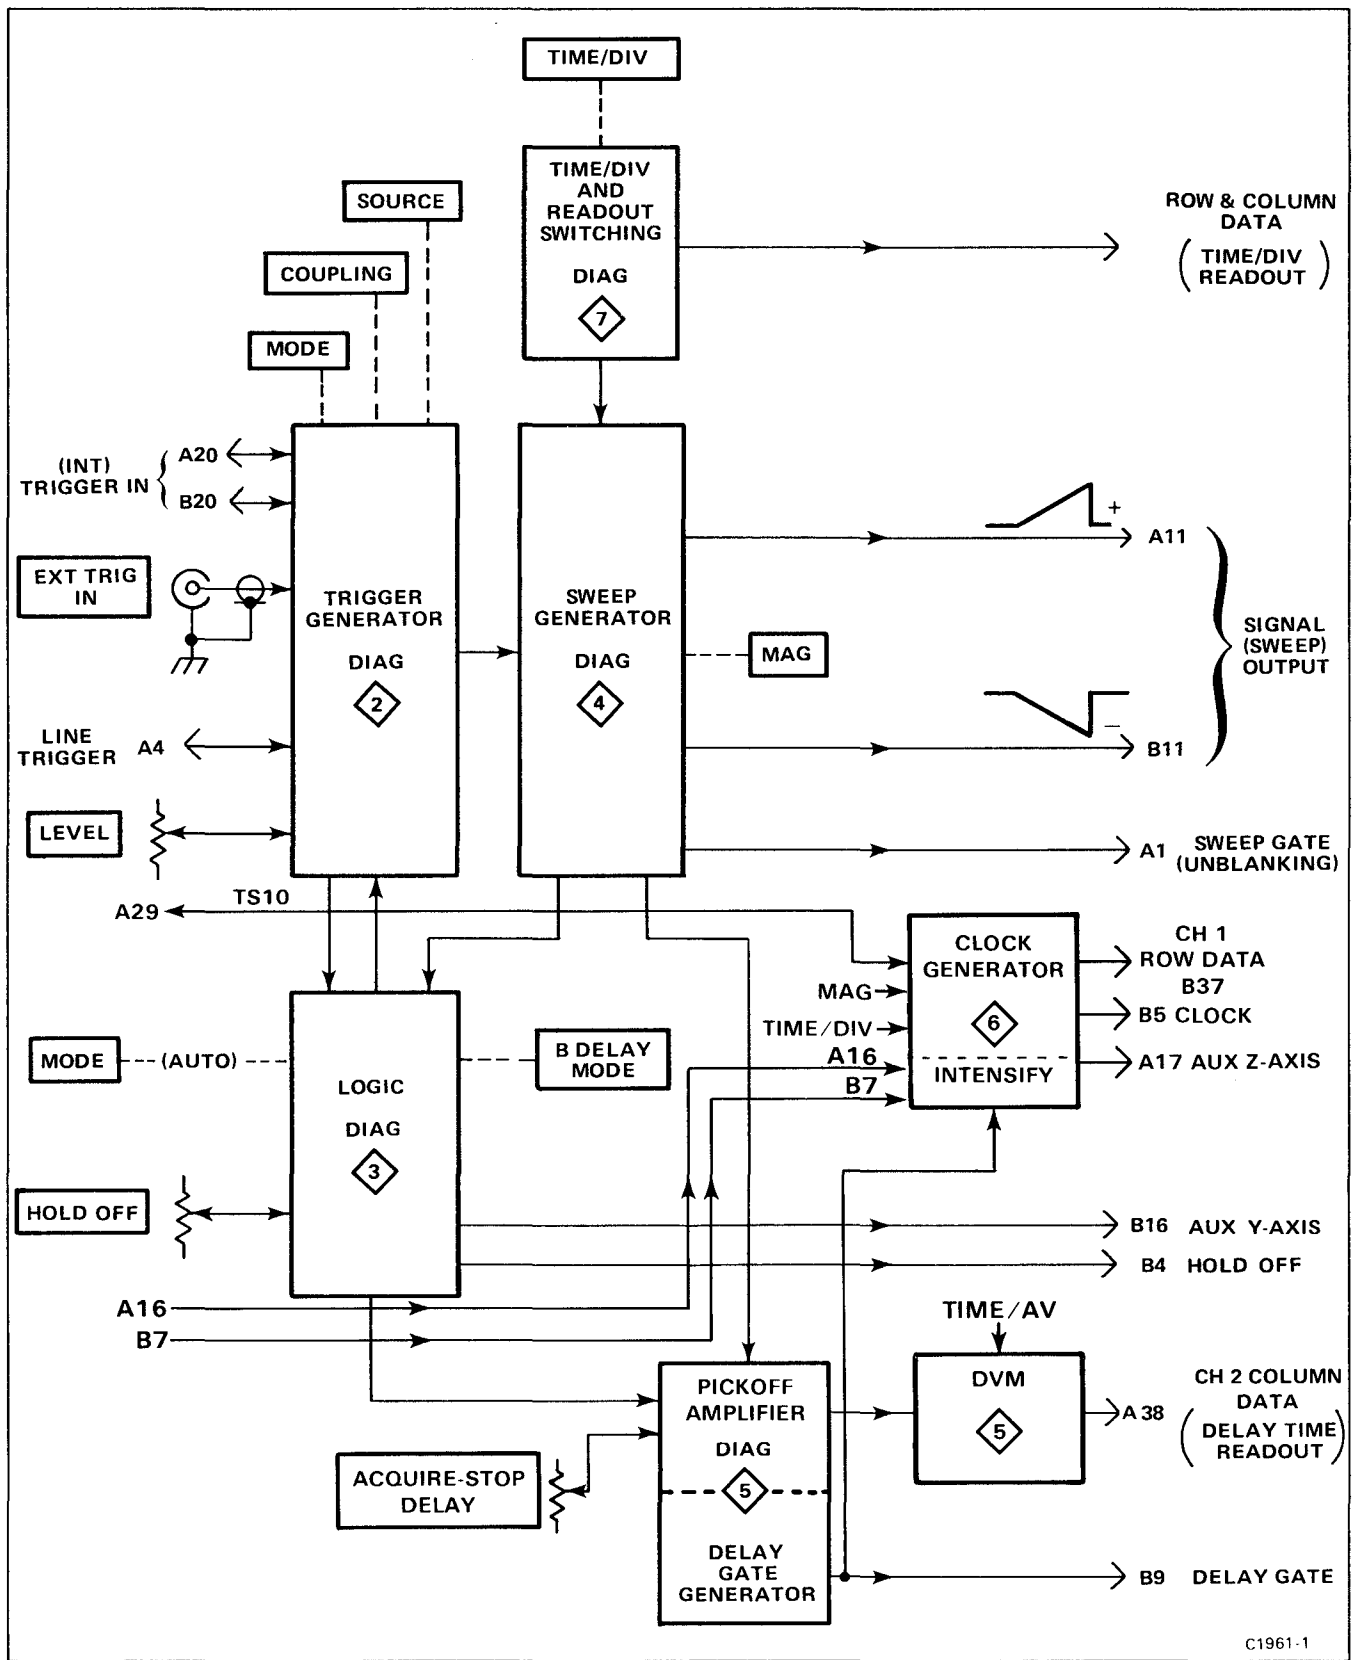 TIME/DIV
TIME/DIV
AND
READOUT
SWITCHING
DIAG
7
ROW & COLUMN
DATA
(TIME/DIV
READOUT)
SOURCE
COUPLING
MODE
(INT)
TRIGGER IN
A20
B20
EXT TRIG
IN
LINE
TRIGGER
A4
LEVEL
TRIGGER
GENERATOR
DIAG
2
SWEEP
GENERATOR
DIAG
4
MAG
+
A11
SIGNAL
(SWEEP)
OUTPUT
−
B11
A1
SWEEP GATE
(UNBLANKING)
A29
TS10
CLOCK
GENERATOR
6
INTENSIFY
MAG
TIME/DIV
A16
B7
CH 1
ROW DATA
B37
B5 CLOCK
A17 AUX Z-AXIS
MODE
(AUTO)
LOGIC
DIAG
3
B DELAY
MODE
HOLD OFF
B16 AUX Y-AXIS
B4 HOLD OFF
A16
B7
TIME/AV
PICKOFF
AMPLIFIER
DIAG
5
DELAY
GATE
GENERATOR
DVM
5
A38
CH 2 COLUMN
DATA
(DELAY TIME
READOUT)
ACQUIRE-STOP
DELAY
B9 DELAY GATE
C1961-1